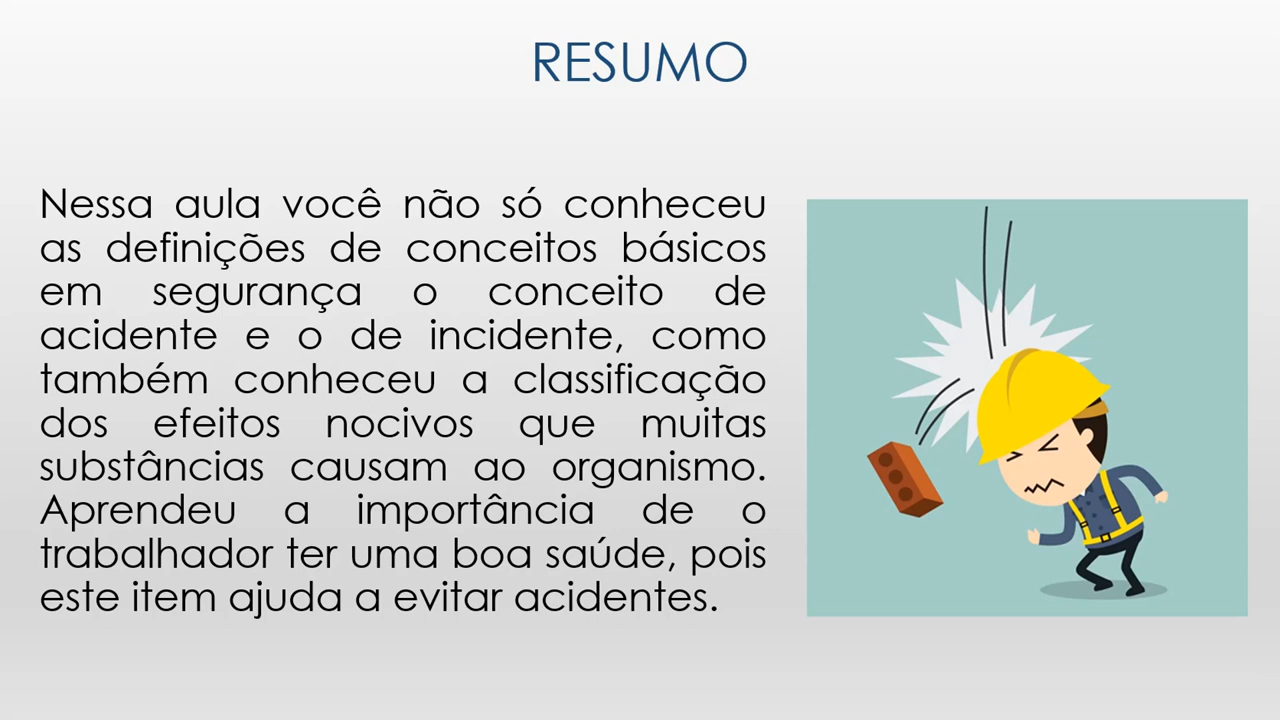 RESUMO
Nessa aula você não só conheceu
as definições de conceitos básicos
em segurança o conceito de
acidente e o de incidente, como
também conheceu a classificação
dos efeitos nocivos que muitas
substâncias causam ao organismo.
Aprendeu a importância de o
trabalhador ter uma boa saúde, pois
este item ajuda a evitar acidentes.